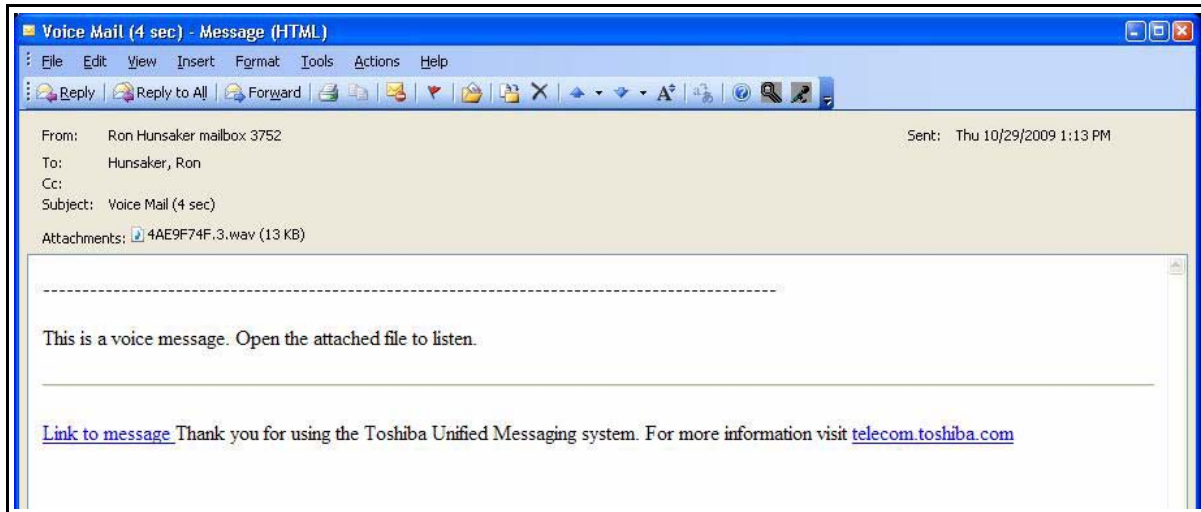 Voice Mail (4 sec) - Message (HTML)
File Edit View Insert Format Tools Actions Help
Reply Reply to All Forward
From: Ron Hunsaker mailbox 3752 Sent: Thu 10/29/2009 1:13 PM
To: Hunsaker, Ron
Cc:
Subject: Voice Mail (4 sec)
Attachments: 4AE9F74F.3.wav (13 KB)
----------------------------------------------------------------------------------------------
This is a voice message. Open the attached file to listen.
Link to message Thank you for using the Toshiba Unified Messaging system. For more information visit telecom.toshiba.com